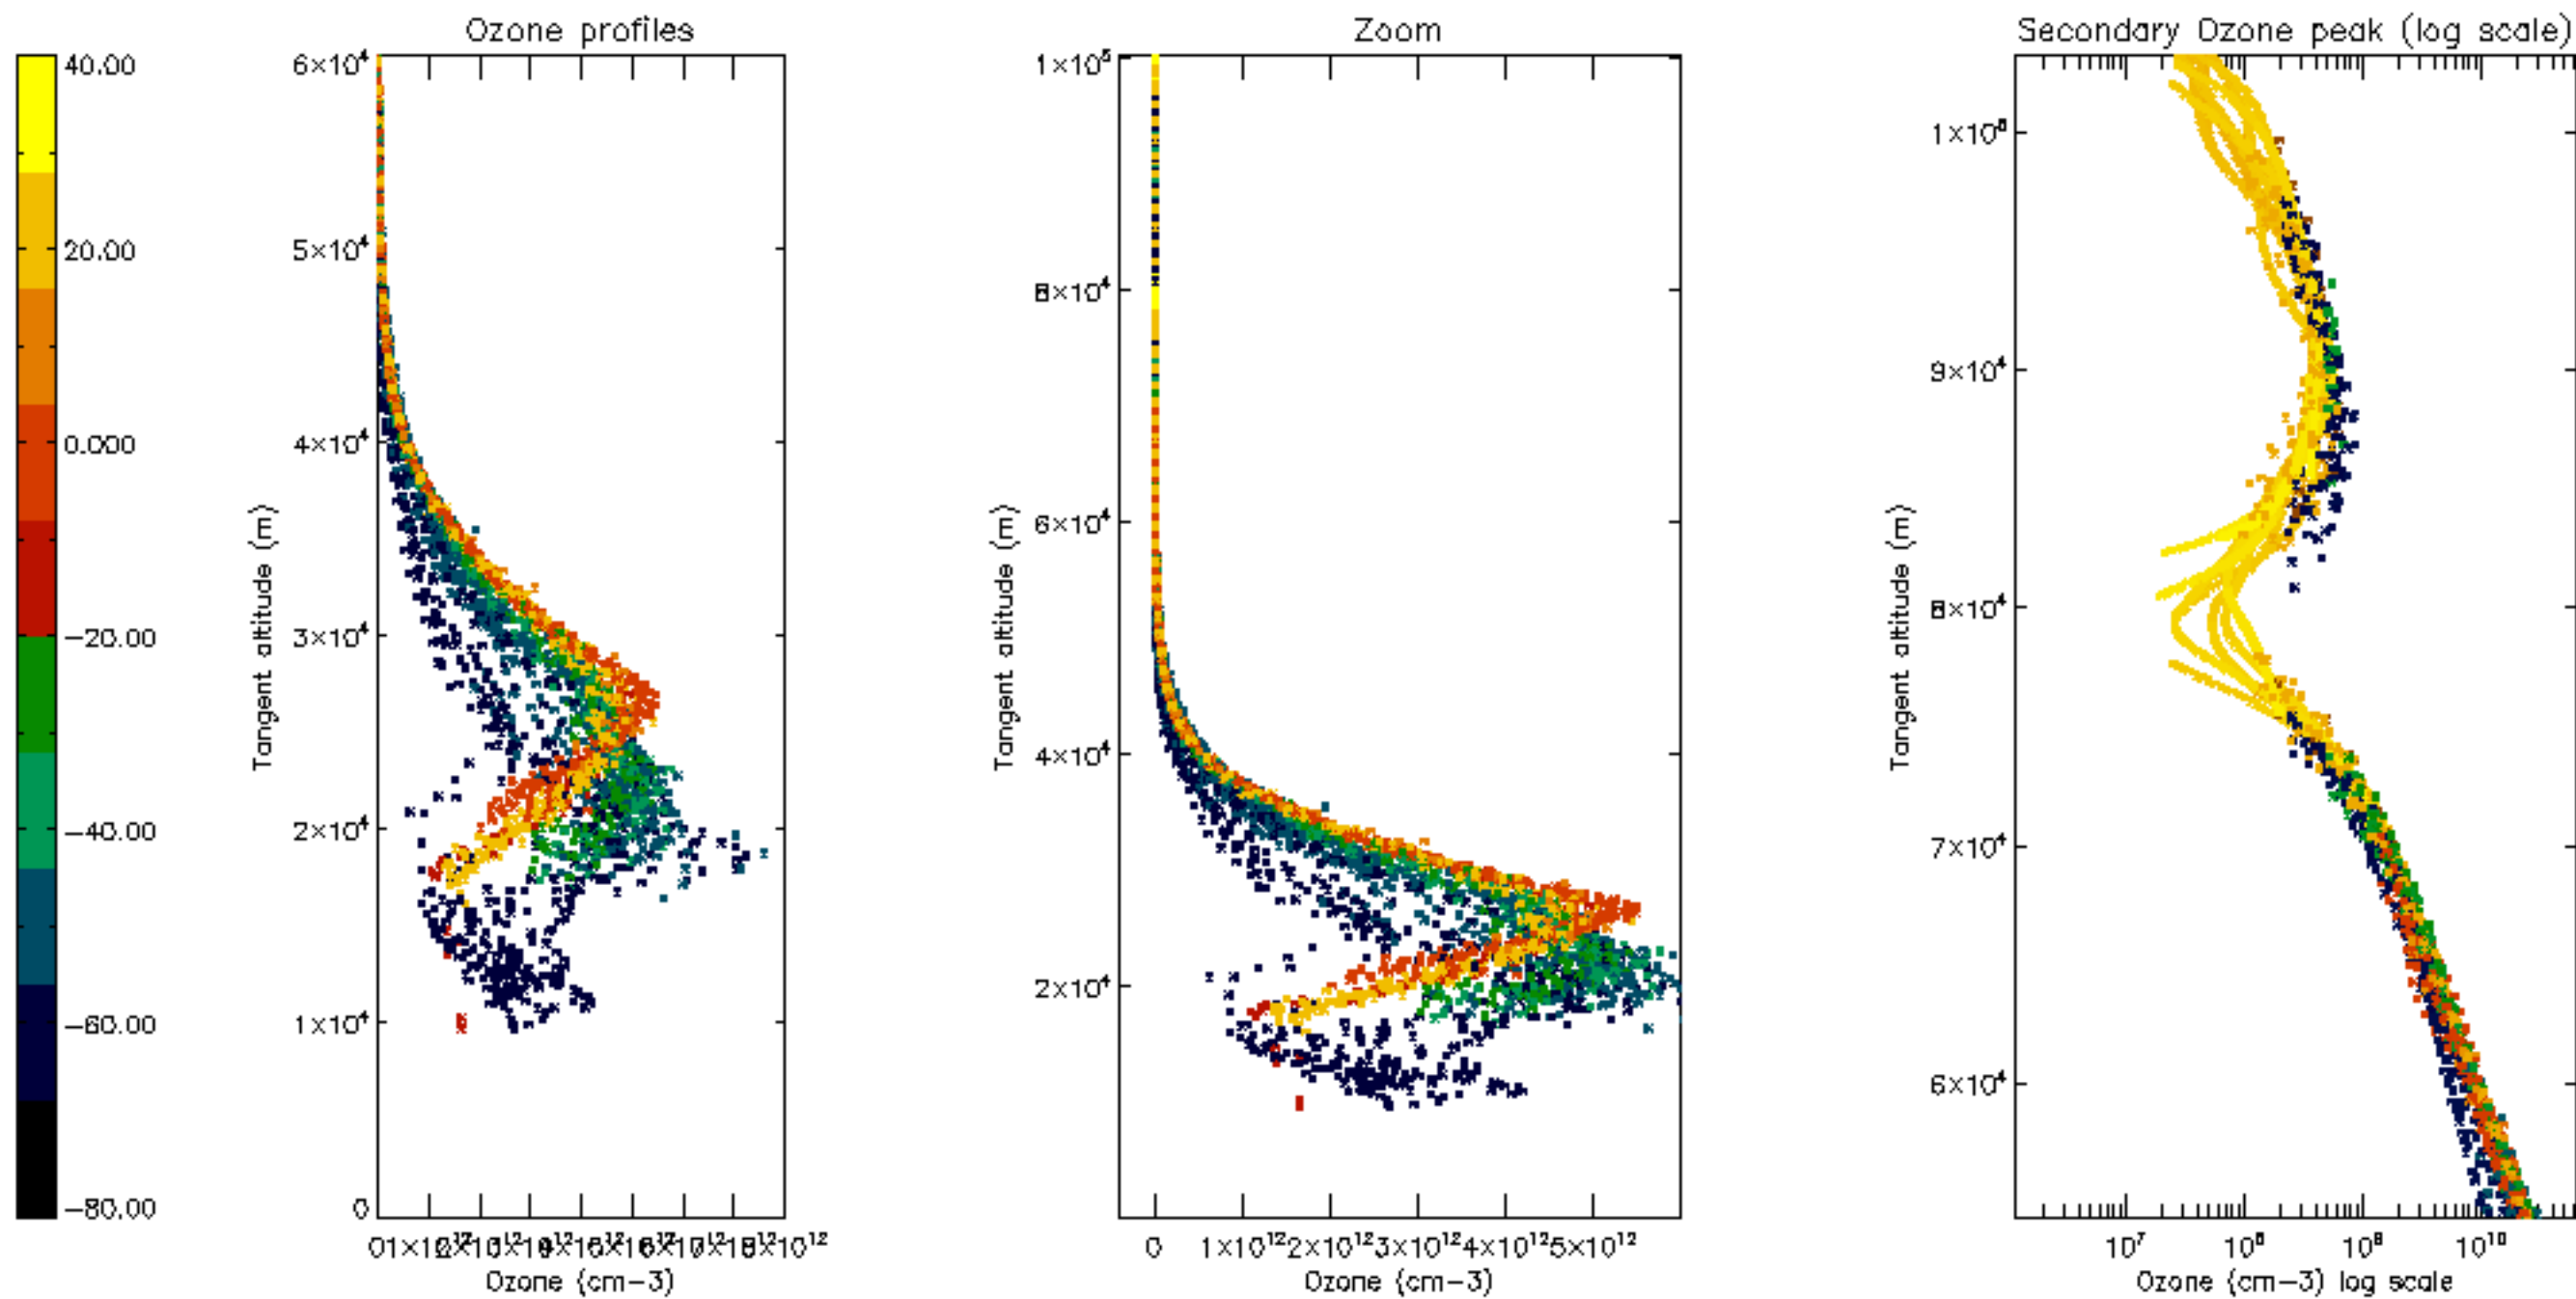 Ozone profiles
Zoom
Secondary Ozone peak (log scale)
40.00
20.00
0.000
−20.00
−40.00
−60.00
−80.00
6×10⁴
5×10⁴
4×10⁴
3×10⁴
2×10⁴
1×10⁴
0
Tangent altitude (m)
Ozone (cm−3)
1×10⁵
8×10⁴
6×10⁴
4×10⁴
2×10⁴
Tangent altitude (m)
0 1×10¹² 2×10¹² 3×10¹² 4×10¹² 5×10¹²
Ozone (cm−3)
9×10⁴
8×10⁴
7×10⁴
6×10⁴
Tangent altitude (m)
10⁷ 10⁸ 10⁹ 10¹⁰
Ozone (cm−3) log scale